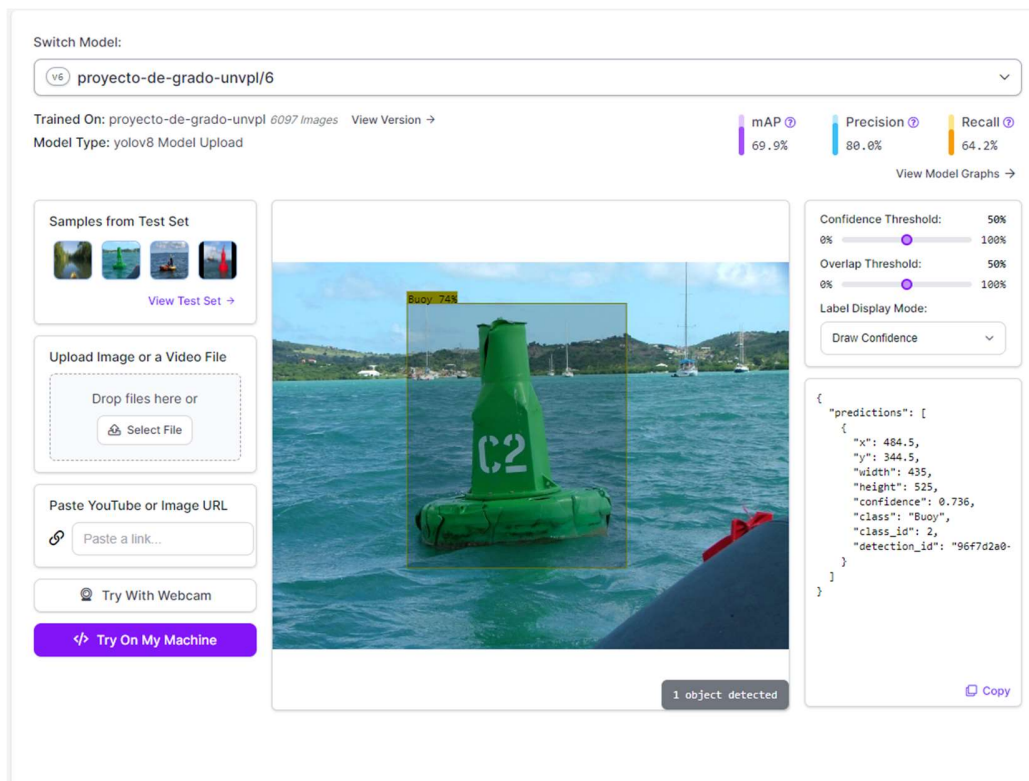 Switch Model:
v6 proyecto-de-grado-unvpl/6
Trained On: proyecto-de-grado-unvpl 6097 Images View Version →
Model Type: yolov8 Model Upload
mAP ? Precision ? Recall ?
69.9% 80.0% 64.2%
View Model Graphs →
Samples from Test Set
View Test Set →
Upload Image or a Video File
Drop files here or
Select File
Paste YouTube or Image URL
Paste a link...
Try With Webcam
</> Try On My Machine
Buoy 74%
C2
1 object detected
Confidence Threshold: 50%
0% 100%
Overlap Threshold: 50%
0% 100%
Label Display Mode:
Draw Confidence
{
"predictions": [
{
"x": 484.5,
"y": 344.5,
"width": 435,
"height": 525,
"confidence": 0.736,
"class": "Buoy",
"class_id": 2,
"detection_id": "96f7d2a0-
}
]
}
Copy